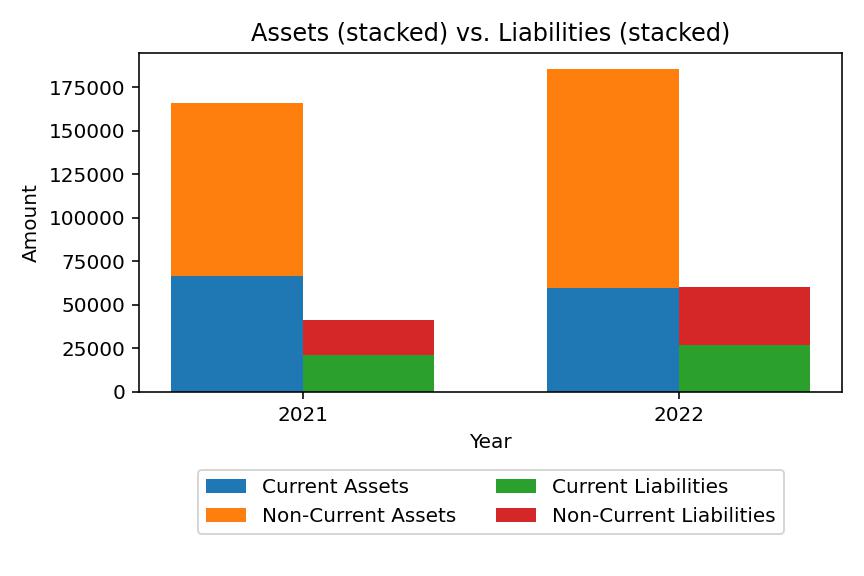 Assets (stacked) vs. Liabilities (stacked)
175000
150000
125000
100000
75000
50000
25000
0
Amount
2021
2022
Year
Current Assets
Non-Current Assets
Current Liabilities
Non-Current Liabilities